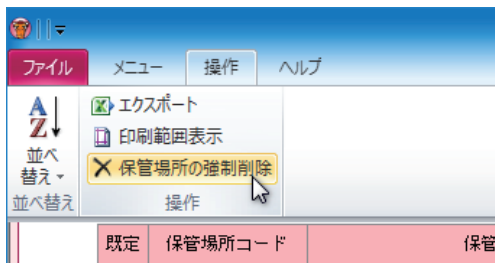 ファイル メニュー 操作 ヘルプ
A
Z
並べ
替え
並べ替え
エクスポート
印刷範囲表示
保管場所の強制削除
操作
既定 保管場所コード 保管